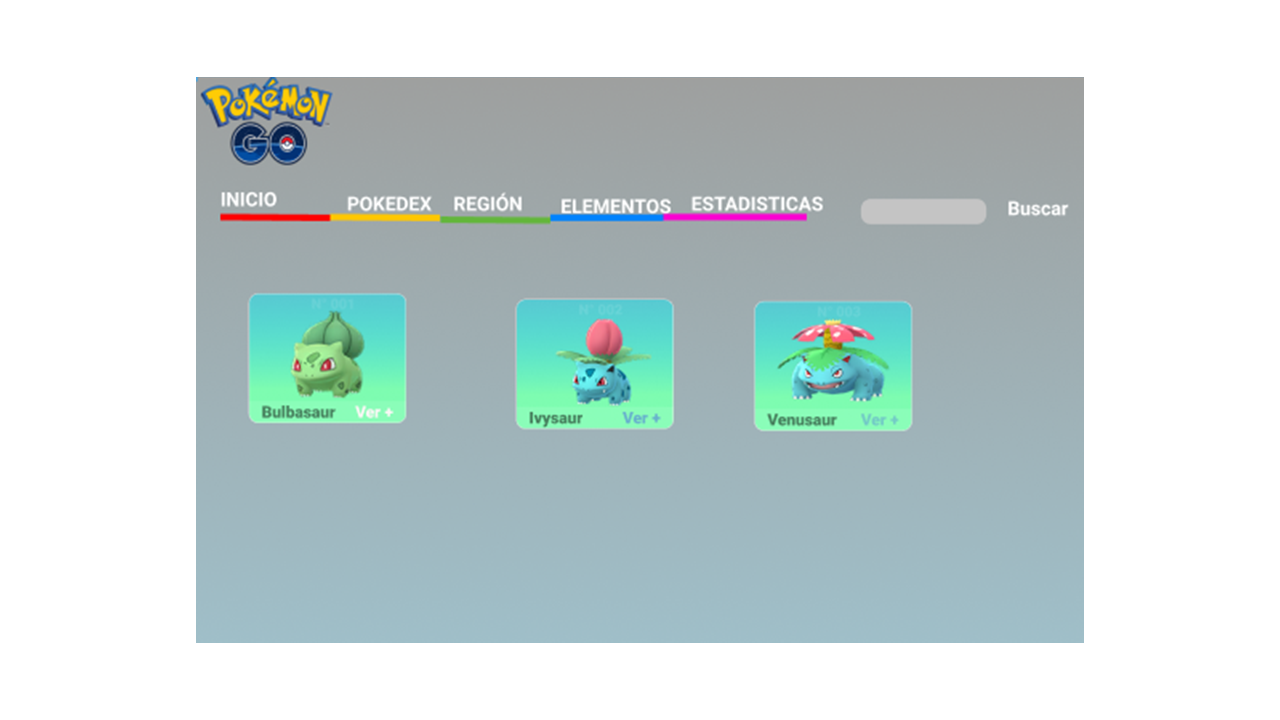 POKÉMON
GO
INICIO
POKEDEX
REGIÓN
ELEMENTOS
ESTADISTICAS
Buscar
N° 001
Bulbasaur
Ver +
N° 002
Ivysaur
Ver +
N° 003
Venusaur
Ver +